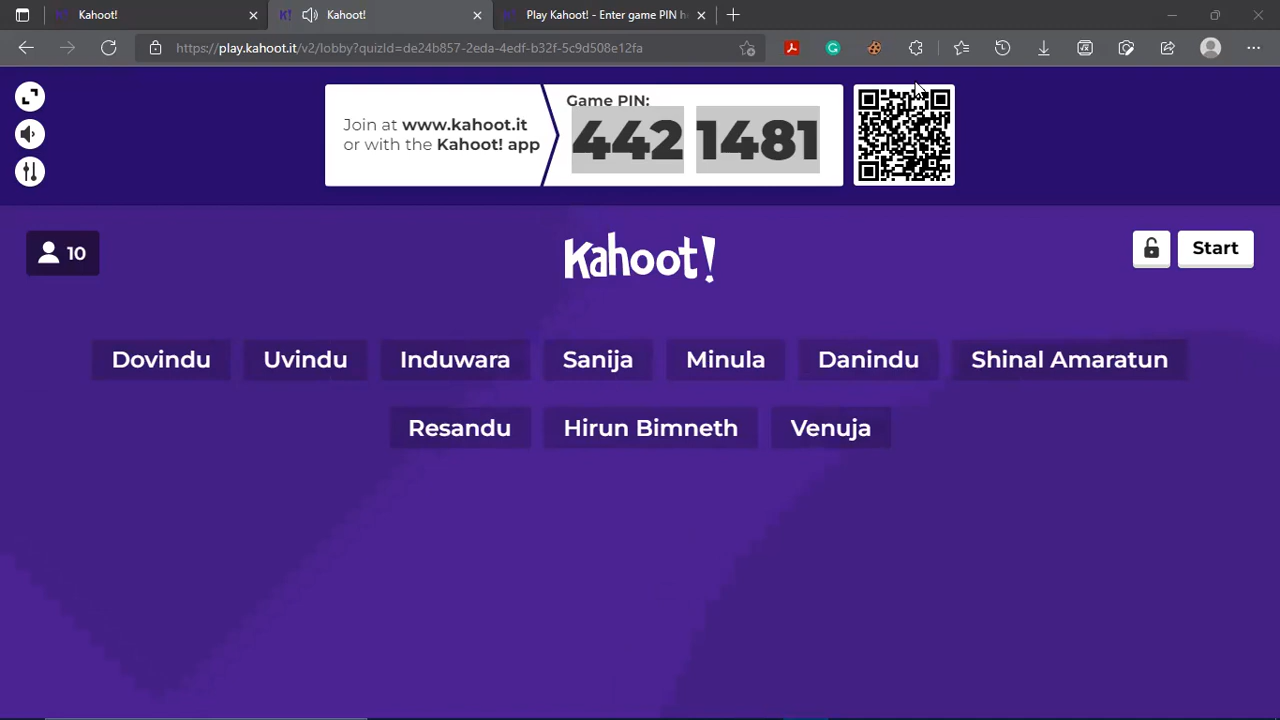 Kahoot!
Kahoot!
Play Kahoot! - Enter game PIN h
https://play.kahoot.it/v2/lobby?quizId=de24b857-2eda-4edf-b32f-5c9d508e12fa
Join at www.kahoot.it
or with the Kahoot! app
Game PIN:
442 1481
10
Kahoot!
Start
Dovindu
Uvindu
Induwara
Sanija
Minula
Danindu
Shinal Amaratun
Resandu
Hirun Bimneth
Venuja